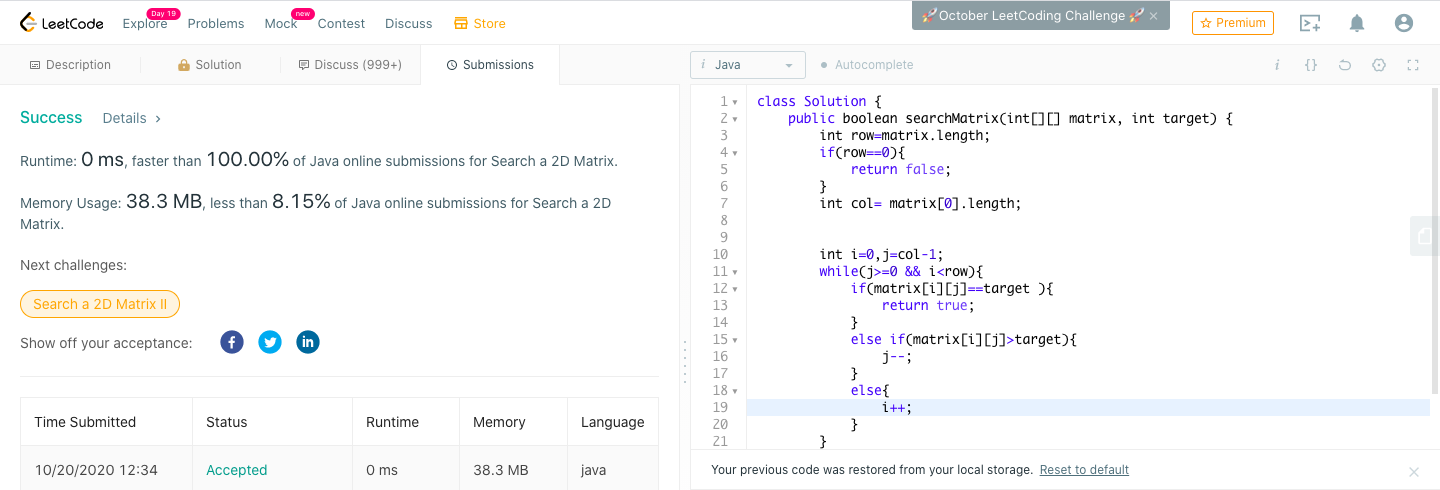 LeetCode Explore Day 19 Problems Mock new Contest Discuss Store 🚀October LeetCoding Challenge 🚀 × Premium
Description Solution Discuss (999+) Submissions i Java Autocomplete i {}
Success Details ›
Runtime: 0 ms, faster than 100.00% of Java online submissions for Search a 2D Matrix.
Memory Usage: 38.3 MB, less than 8.15% of Java online submissions for Search a 2D
Matrix.
Next challenges:
Search a 2D Matrix II
Show off your acceptance: f in
Time Submitted Status Runtime Memory Language
10/20/2020 12:34 Accepted 0 ms 38.3 MB java
1 class Solution {
2 public boolean searchMatrix(int[][] matrix, int target) {
3 int row=matrix.length;
4 if(row==0){
5 return false;
6 }
7 int col= matrix[0].length;
8
9
10 int i=0,j=col-1;
11 while(j>=0 && i<row){
12 if(matrix[i][j]==target ){
13 return true;
14 }
15 else if(matrix[i][j]>target){
16 j--;
17 }
18 else{
19 i++;
20 }
21 }
Your previous code was restored from your local storage. Reset to default ×